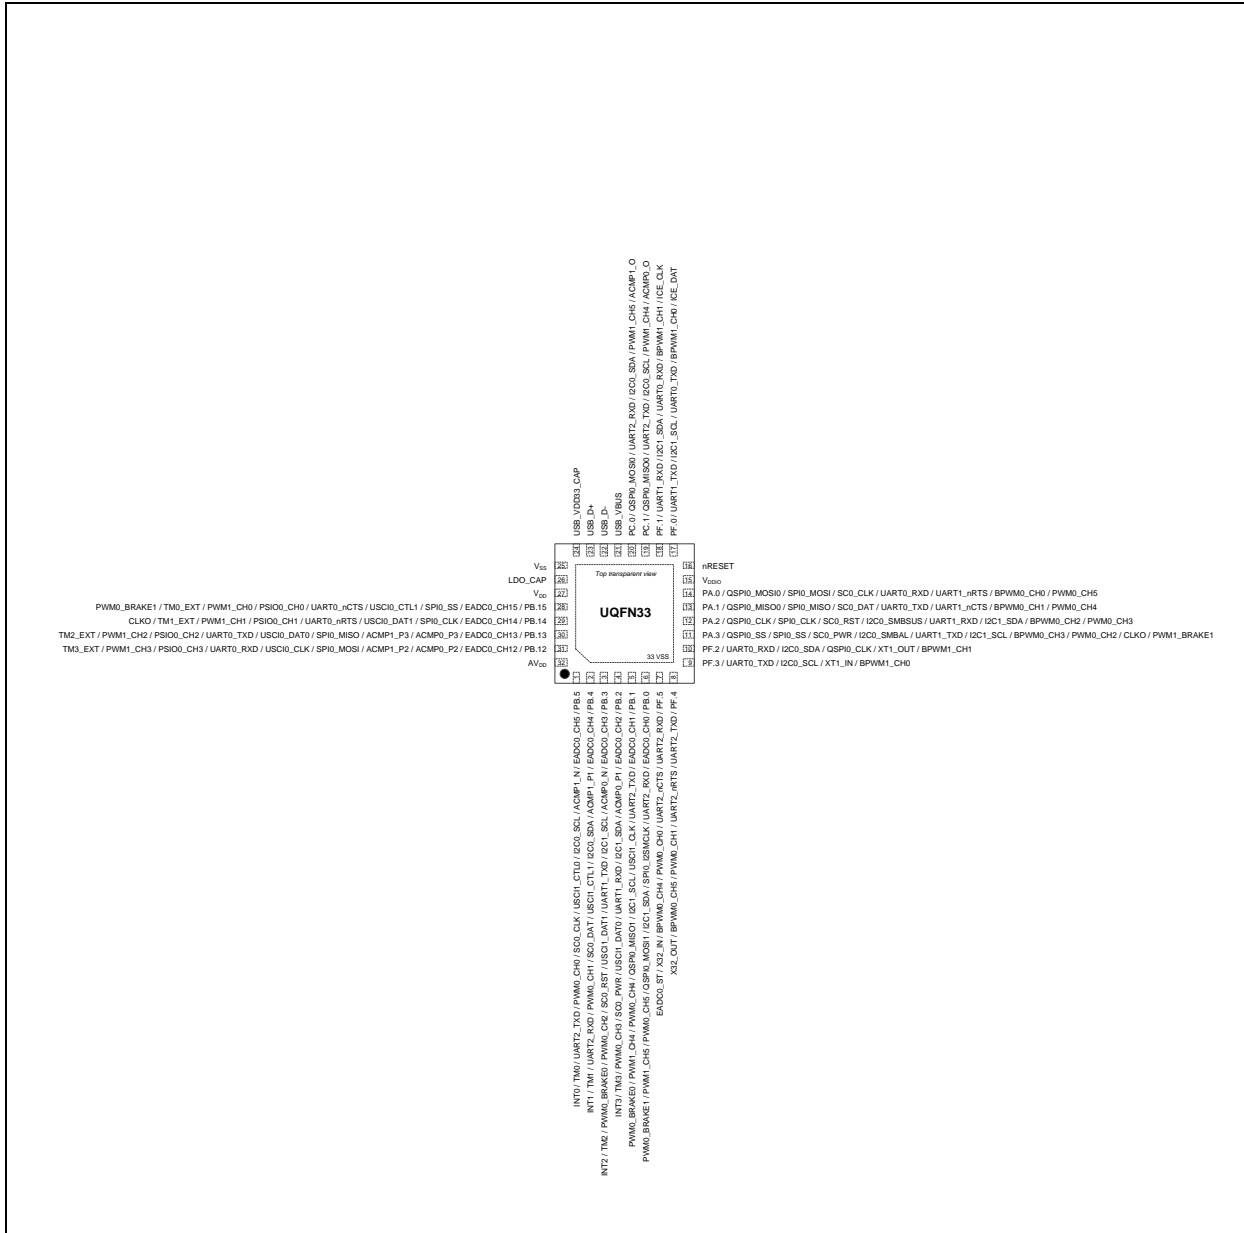 USB_VDD33_CAP
USB_D+
USB_D-
USB_VBUS
PC.0 / QSPI0_MOSI0 / UART2_RXD / I2C0_SDA / PWM1_CH5 / ACMP1_O
PC.1 / QSPI0_MISO0 / UART2_TXD / I2C0_SCL / PWM1_CH4 / ACMP0_O
PF.1 / UART1_RXD / I2C1_SDA / UART0_RXD / BPWM1_CH1 / ICE_CLK
PF.0 / UART1_TXD / I2C1_SCL / UART0_TXD / BPWM1_CH0 / ICE_DAT
24 23 22 21 20 19 18 17
VSS 25
LDO_CAP 26
VDD 27
PWM0_BRAKE1 / TM0_EXT / PWM1_CH0 / PSIO0_CH0 / UART0_nCTS / USCI0_CTL1 / SPI0_SS / EADC0_CH15 / PB.15 28
CLKO / TM1_EXT / PWM1_CH1 / PSIO0_CH1 / UART0_nRTS / USCI0_DAT1 / SPI0_CLK / EADC0_CH14 / PB.14 29
TM2_EXT / PWM1_CH2 / PSIO0_CH2 / UART0_TXD / USCI0_DAT0 / SPI0_MISO / ACMP1_P3 / ACMP0_P3 / EADC0_CH13 / PB.13 30
TM3_EXT / PWM1_CH3 / PSIO0_CH3 / UART0_RXD / USCI0_CLK / SPI0_MOSI / ACMP1_P2 / ACMP0_P2 / EADC0_CH12 / PB.12 31
AVDD 32
Top transparent view
UQFN33
33 VSS
16 nRESET
15 VDDIO
14 PA.0 / QSPI0_MOSI0 / SPI0_MOSI / SC0_CLK / UART0_RXD / UART1_nRTS / BPWM0_CH0 / PWM0_CH5
13 PA.1 / QSPI0_MISO0 / SPI0_MISO / SC0_DAT / UART0_TXD / UART1_nCTS / BPWM0_CH1 / PWM0_CH4
12 PA.2 / QSPI0_CLK / SPI0_CLK / SC0_RST / I2C0_SMBSUS / UART1_RXD / I2C1_SDA / BPWM0_CH2 / PWM0_CH3
11 PA.3 / QSPI0_SS / SPI0_SS / SC0_PWR / I2C0_SMBAL / UART1_TXD / I2C1_SCL / BPWM0_CH3 / PWM0_CH2 / CLKO / PWM1_BRAKE1
10 PF.2 / UART0_RXD / I2C0_SDA / QSPI0_CLK / XT1_OUT / BPWM1_CH1
9 PF.3 / UART0_TXD / I2C0_SCL / XT1_IN / BPWM1_CH0
1 2 3 4 5 6 7 8
INT0 / TM0 / UART2_TXD / PWM0_CH0 / SC0_CLK / USCI1_CTL0 / I2C0_SCL / ACMP1_N / EADC0_CH5 / PB.5
INT1 / TM1 / UART2_RXD / PWM0_CH1 / SC0_DAT / USCI1_CTL1 / I2C0_SDA / ACMP1_P1 / EADC0_CH4 / PB.4
INT2 / TM2 / PWM0_BRAKE0 / PWM0_CH2 / SC0_RST / USCI1_DAT1 / UART1_TXD / I2C1_SCL / ACMP0_N / EADC0_CH3 / PB.3
INT3 / TM3 / PWM0_CH3 / SC0_PWR / USCI1_DAT0 / UART1_RXD / I2C1_SDA / ACMP0_P1 / EADC0_CH2 / PB.2
PWM0_BRAKE0 / PWM1_CH4 / PWM0_CH4 / QSPI0_MISO1 / I2C1_SCL / USCI1_CLK / UART2_TXD / EADC0_CH1 / PB.1
PWM0_BRAKE1 / PWM1_CH5 / PWM0_CH5 / QSPI0_MOSI1 / I2C1_SDA / SPI0_I2SMCLK / UART2_RXD / EADC0_CH0 / PB.0
EADC0_ST / X32_IN / BPWM0_CH4 / PWM0_CH0 / UART2_nCTS / UART2_RXD / PF.5
X32_OUT / BPWM0_CH5 / PWM0_CH1 / UART2_nRTS / UART2_TXD / PF.4